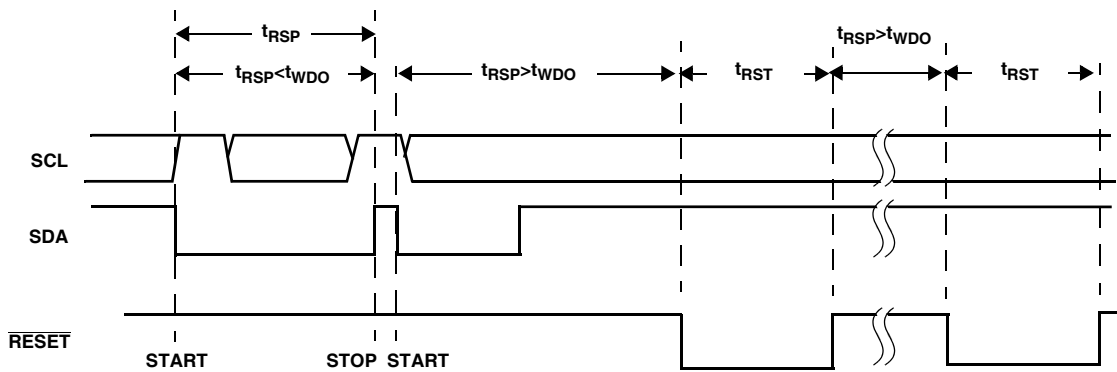 tRSP
tRSP>tWDO
tRSP<tWDO
tRSP>tWDO
tRST
tRST
SCL
SDA
RESET
START
STOP
START